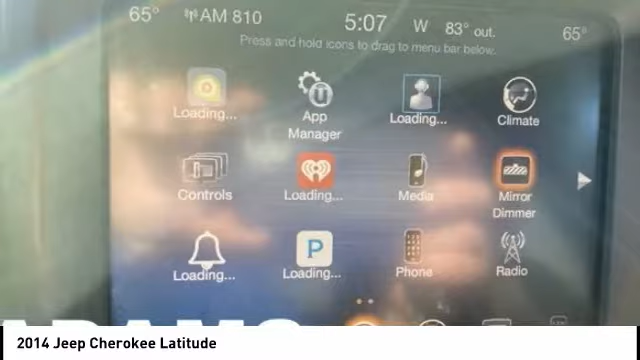 65° AM 810 5:07 W 83° out. 65°
Press and hold icons to drag to menu bar below.
Loading... App Manager Loading... Climate
Controls Loading... Media Mirror Dimmer
Loading... P Loading... Phone Radio
ADAMS
2014 Jeep Cherokee Latitude